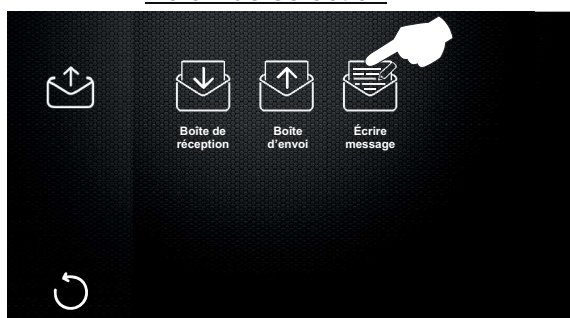 Boîte de
réception
Boîte
d'envoi
Écrire
message